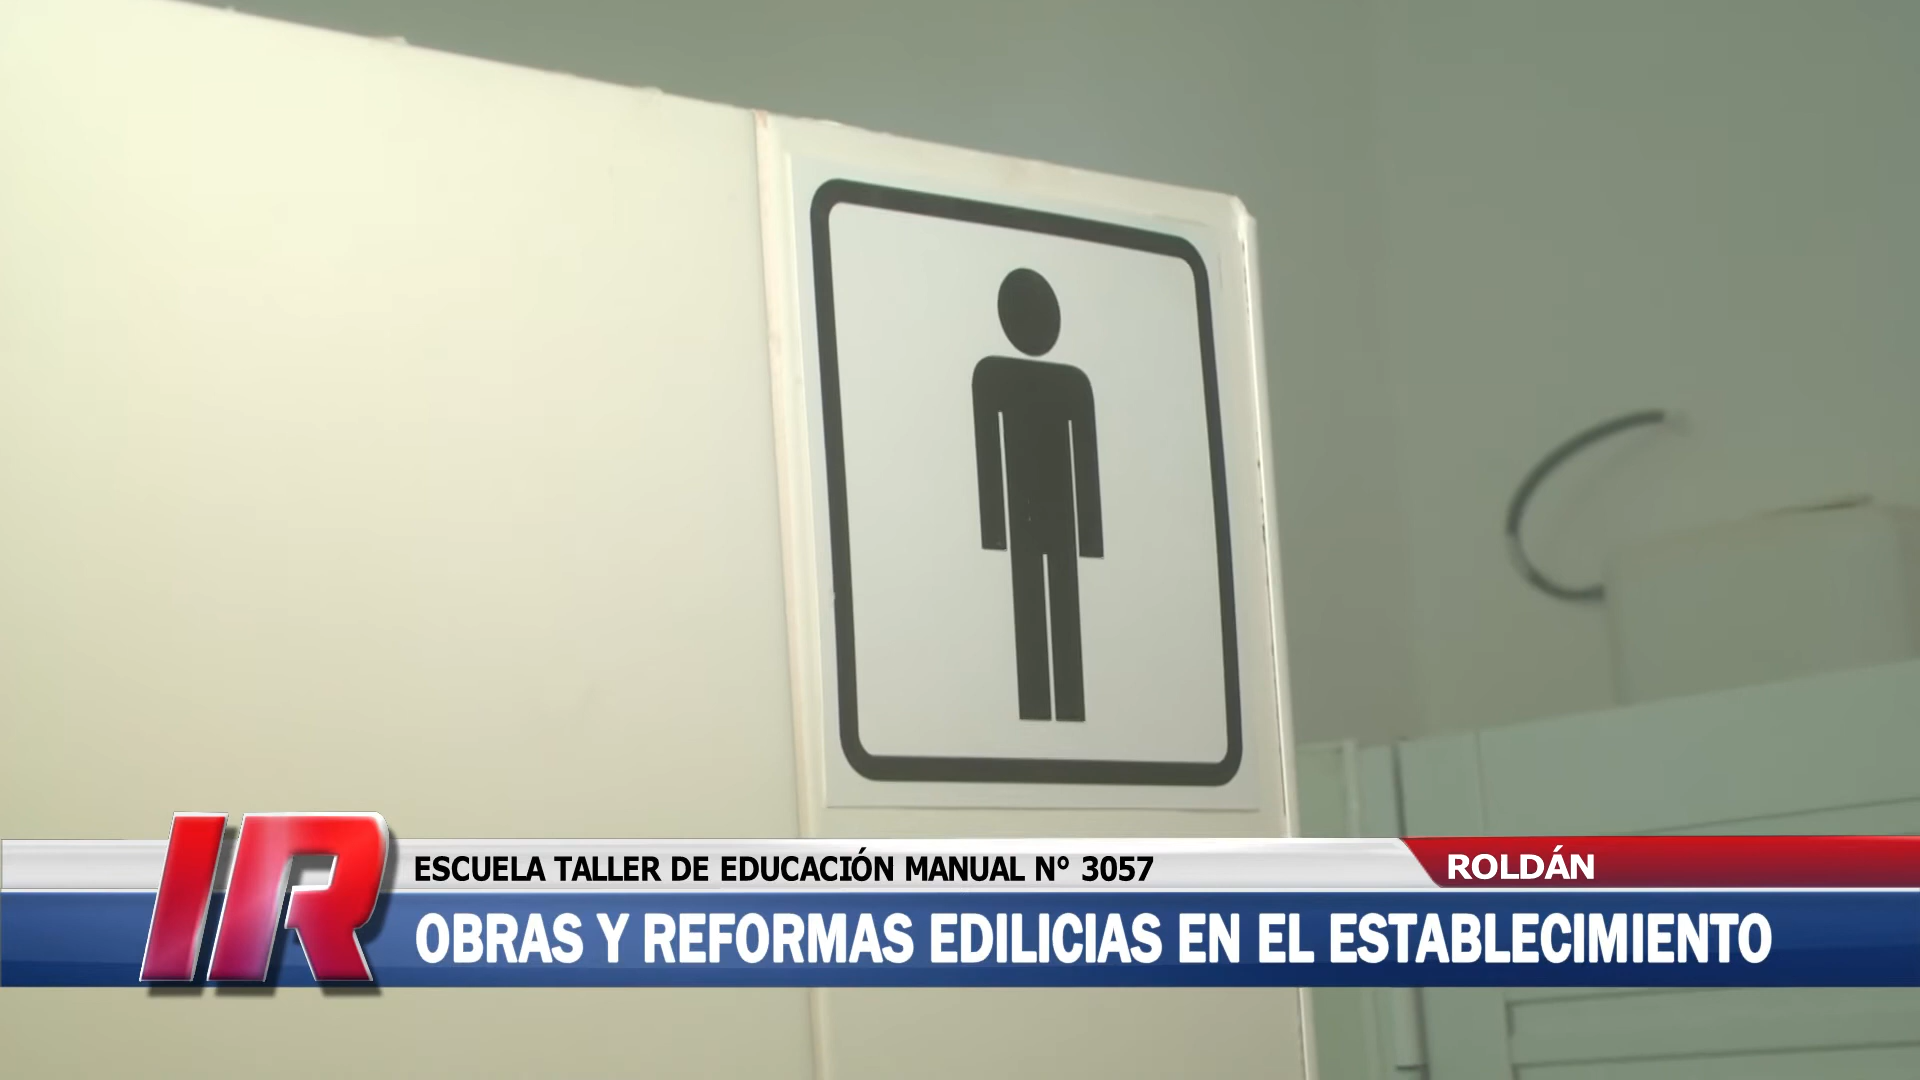 IR
ESCUELA TALLER DE EDUCACIÓN MANUAL N° 3057
ROLDÁN
OBRAS Y REFORMAS EDILICIAS EN EL ESTABLECIMIENTO